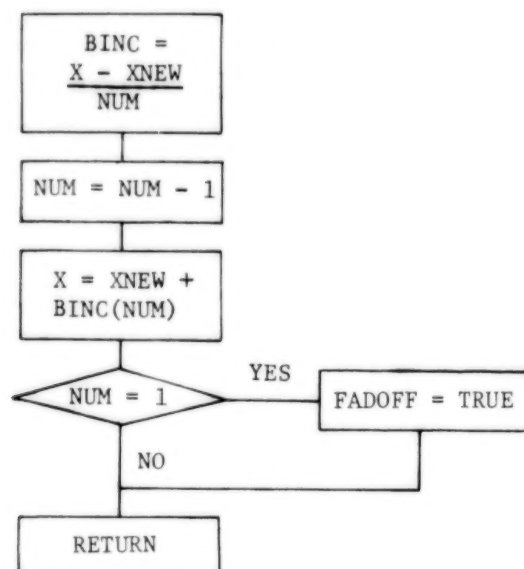 BINC =
X - XNEW
NUM
NUM = NUM - 1
X = XNEW +
BINC(NUM)
NUM = 1
YES
FADOFF = TRUE
NO
RETURN